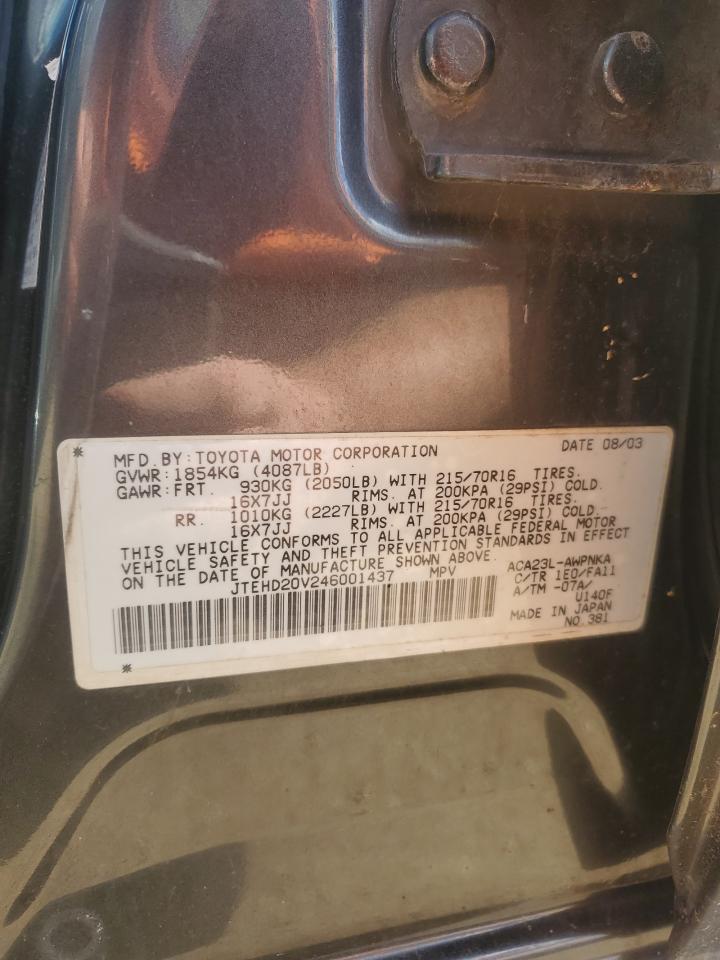 MFD. BY: TOYOTA MOTOR CORPORATION DATE 08/03
GVWR: 1854KG (4087LB)
GAWR: FRT. 930KG (2050LB) WITH 215/70R16 TIRES.
16X7JJ RIMS. AT 200KPA (29PSI) COLD.
RR. 1010KG (2227LB) WITH 215/70R16 TIRES.
16X7JJ RIMS. AT 200KPA (29PSI) COLD.
THIS VEHICLE CONFORMS TO ALL APPLICABLE FEDERAL MOTOR
VEHICLE SAFETY AND THEFT PREVENTION STANDARDS IN EFFECT
ON THE DATE OF MANUFACTURE SHOWN ABOVE.
JTEHD20V246001437 MPV
ACA23L-AWPNKA
C/TR 1E0/FA11
A/TM -07A/
U140F
MADE IN JAPAN
NO.381